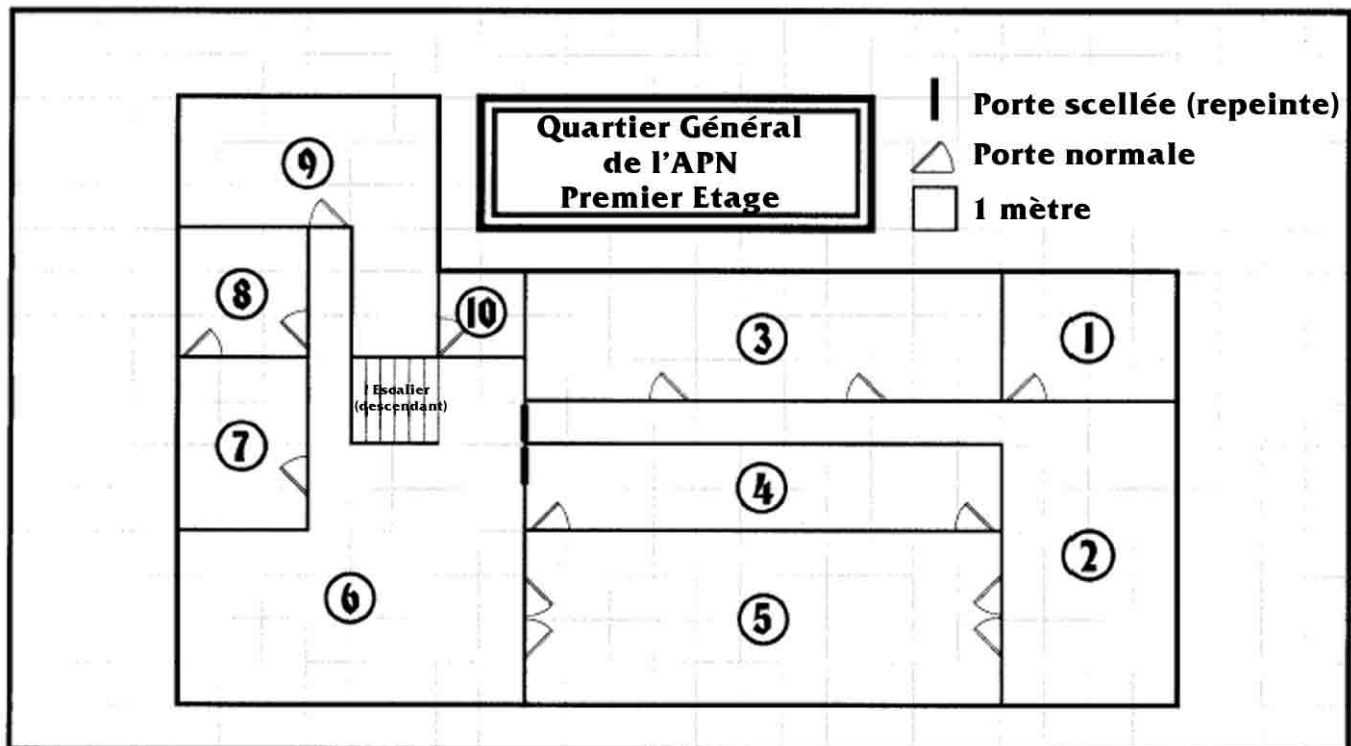 Quartier Général
de l'APN
Premier Etage
Porte scellée (repeinte)
Porte normale
1 mètre
9
8
10
3
1
Escalier
(descendant)
7
4
2
6
5